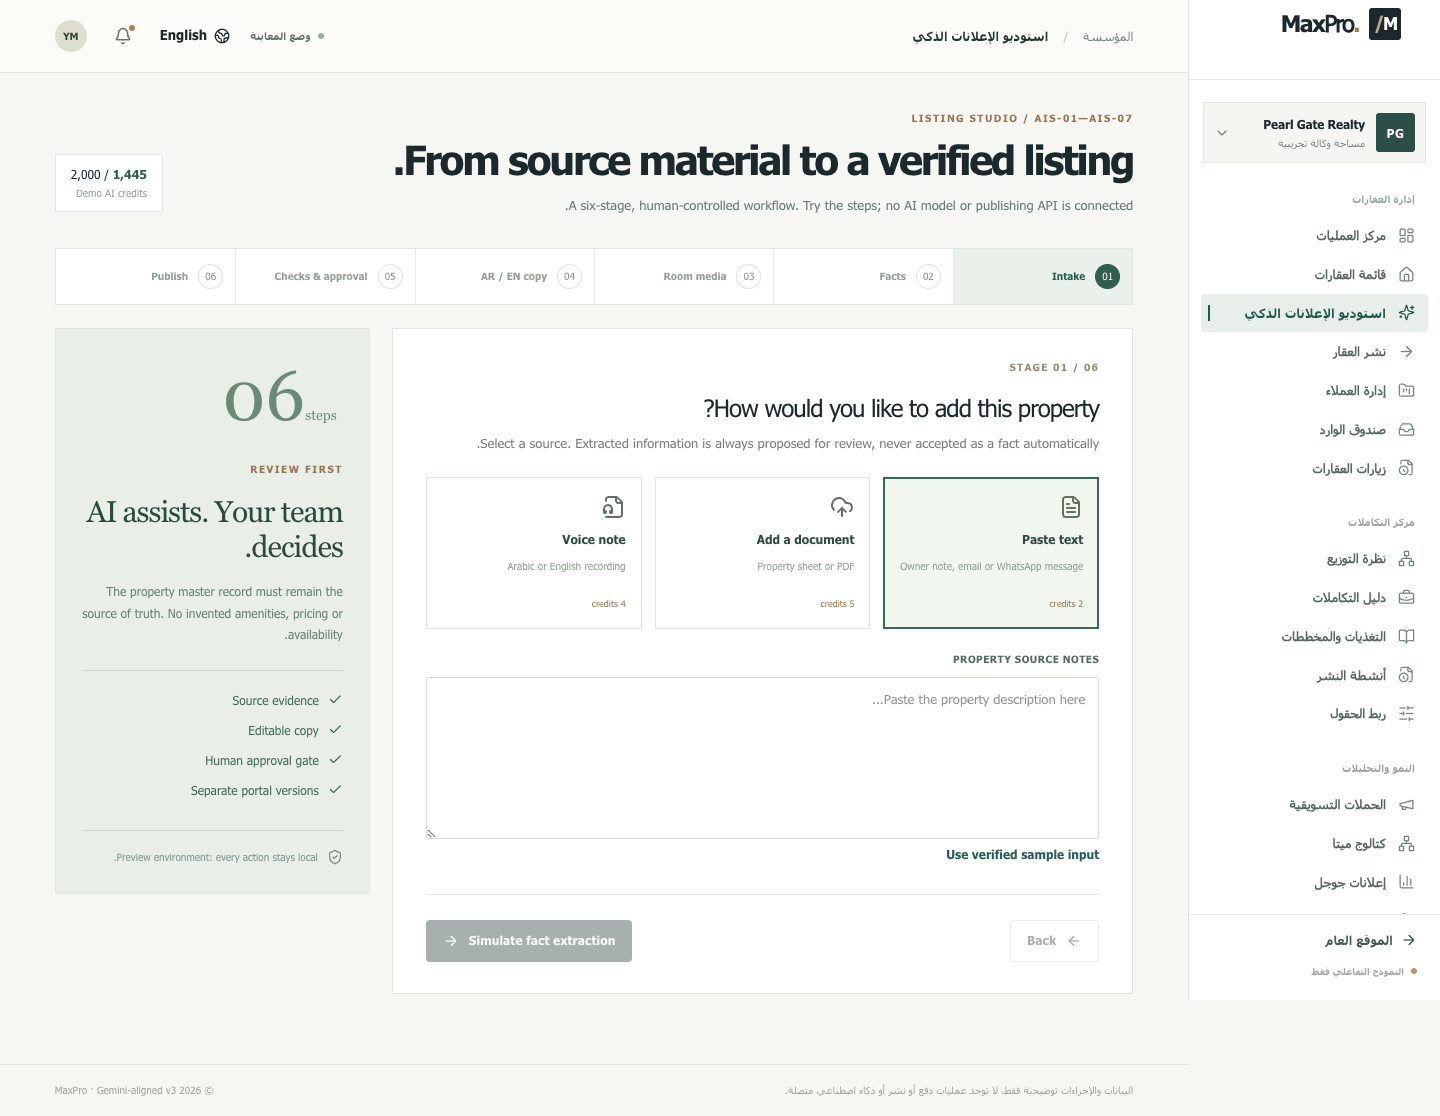 MaxPro.
/M
Pearl Gate Realty
مساحة وكالة تجريبية
PG
إدارة العقارات
مركز العمليات
قائمة العقارات
استوديو الإعلانات الذكي
نشر العقار
إدارة العملاء
صندوق الوارد
زيارات العقارات
مركز التكاملات
نظرة التوزيع
دليل التكاملات
التغذيات والمخططات
أنشطة النشر
ربط الحقول
النمو والتحليلات
الحملات التسويقية
كتالوج ميتا
إعلانات جوجل
الموقع العام
النموذج التفاعلي فقط
المؤسسة / استوديو الإعلانات الذكي
وضع المعاينة
English
YM
LISTING STUDIO / AIS-01—AIS-07
.From source material to a verified listing
.A six-stage, human-controlled workflow. Try the steps; no AI model or publishing API is connected
2,000 / 1,445
Demo AI credits
01 Intake
02 Facts
03 Room media
04 AR / EN copy
05 Checks & approval
06 Publish
STAGE 01 / 06
?How would you like to add this property
.Select a source. Extracted information is always proposed for review, never accepted as a fact automatically
Paste text
Owner note, email or WhatsApp message
credits 2
Add a document
Property sheet or PDF
credits 5
Voice note
Arabic or English recording
credits 4
PROPERTY SOURCE NOTES
...Paste the property description here
Use verified sample input
Back
Simulate fact extraction
06 steps
REVIEW FIRST
AI assists. Your team
.decides
The property master record must remain the
source of truth. No invented amenities, pricing or
.availability
Source evidence
Editable copy
Human approval gate
Separate portal versions
.Preview environment: every action stays local
البيانات والإجراءات توضيحية فقط. لا توجد عمليات دفع أو نشر أو ذكاء اصطناعي متصلة.
MaxPro · Gemini-aligned v3 2026 ©